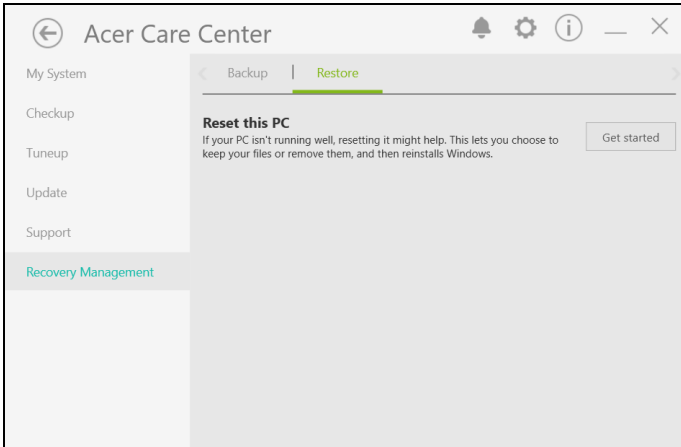 Acer Care Center
My System
Checkup
Tuneup
Update
Support
Recovery Management
Backup | Restore
Reset this PC
If your PC isn't running well, resetting it might help. This lets you choose to
keep your files or remove them, and then reinstalls Windows.
Get started